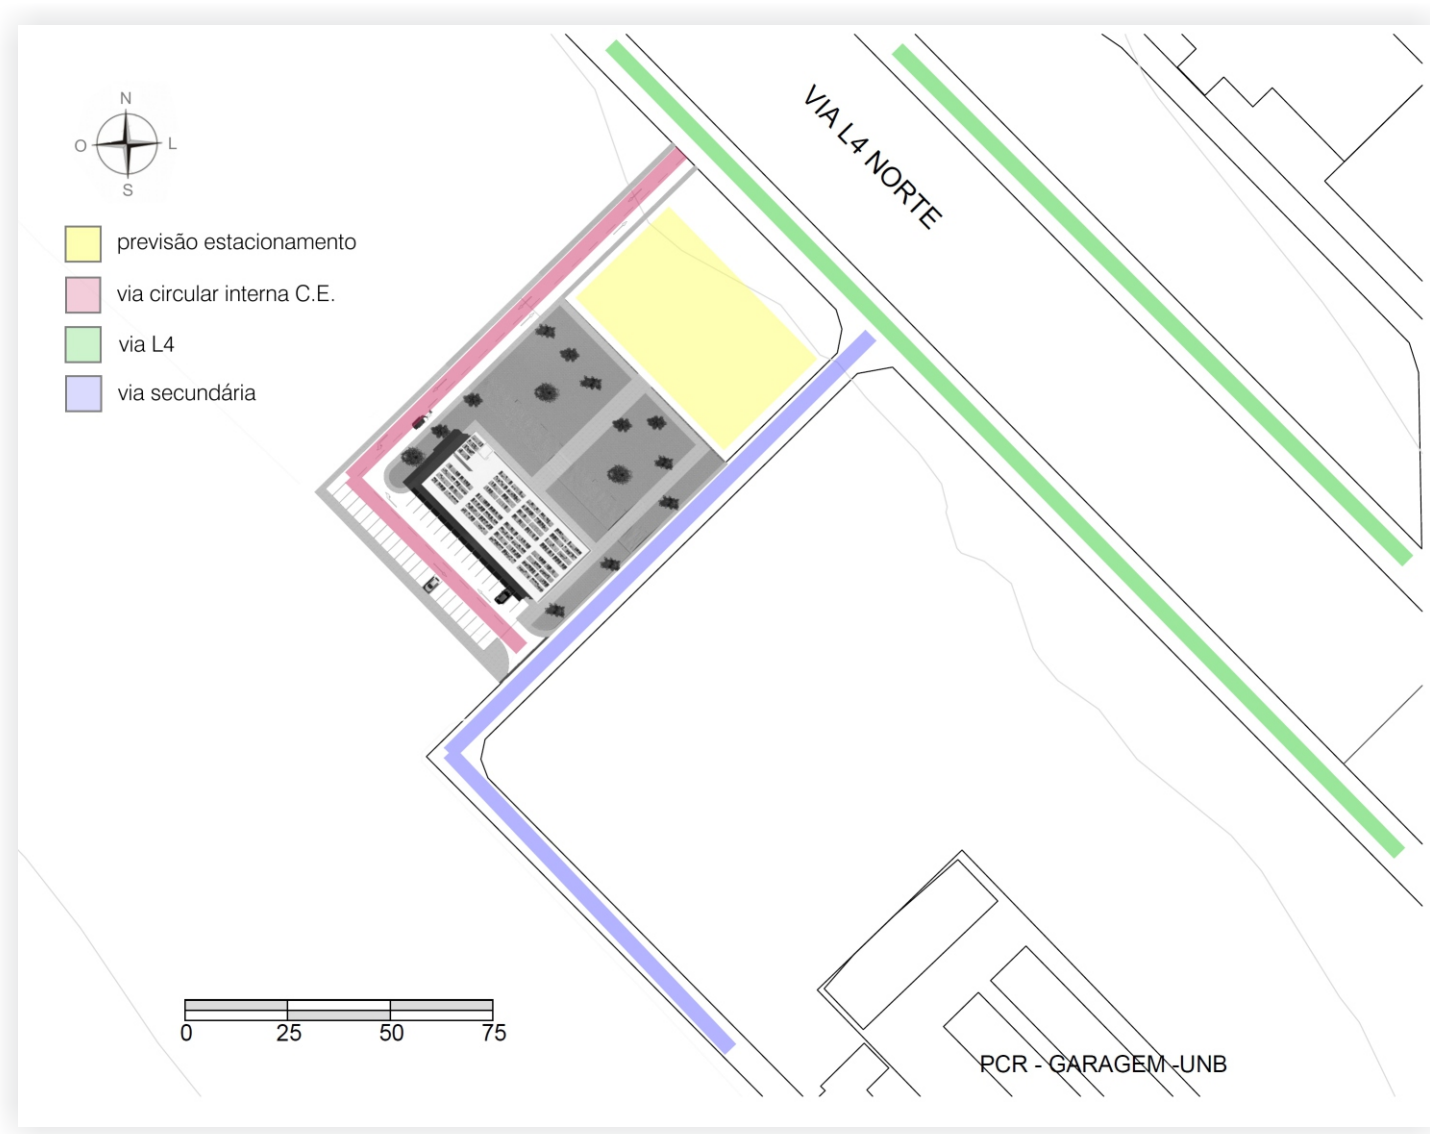 N
O
L
S
previsão estacionamento
via circular interna C.E.
via L4
via secundária
VIA L4 NORTE
0 25 50 75
PCR - GARAGEM -UNB